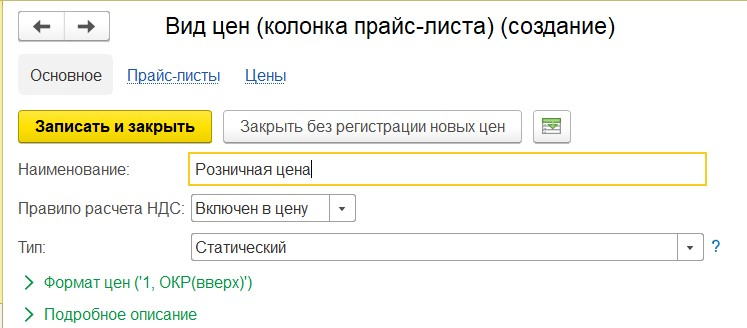 Вид цен (колонка прайс-листа) (создание)
Основное Прайс-листы Цены
Записать и закрыть Закрыть без регистрации новых цен
Наименование: Розничная цена
Правило расчета НДС: Включен в цену
Тип: Статический ?
Формат цен ('1, ОКР(вверх)')
Подробное описание